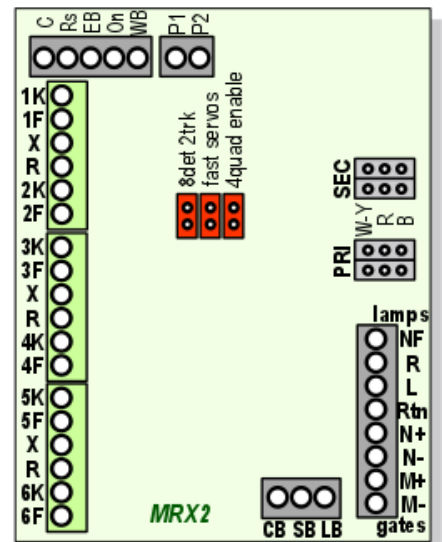 C Rs EB On WB P1 P2
1K
1F
X
R
2K
2F
3K
3F
X
R
4K
4F
5K
5F
X
R
6K
6F
8det 2trk
fast servos
4quad enable
SEC
W-Y R B
PRI
lamps
NF
R
L
Rtn
N+
N-
M+
M-
gates
MRX2
CB SB LB